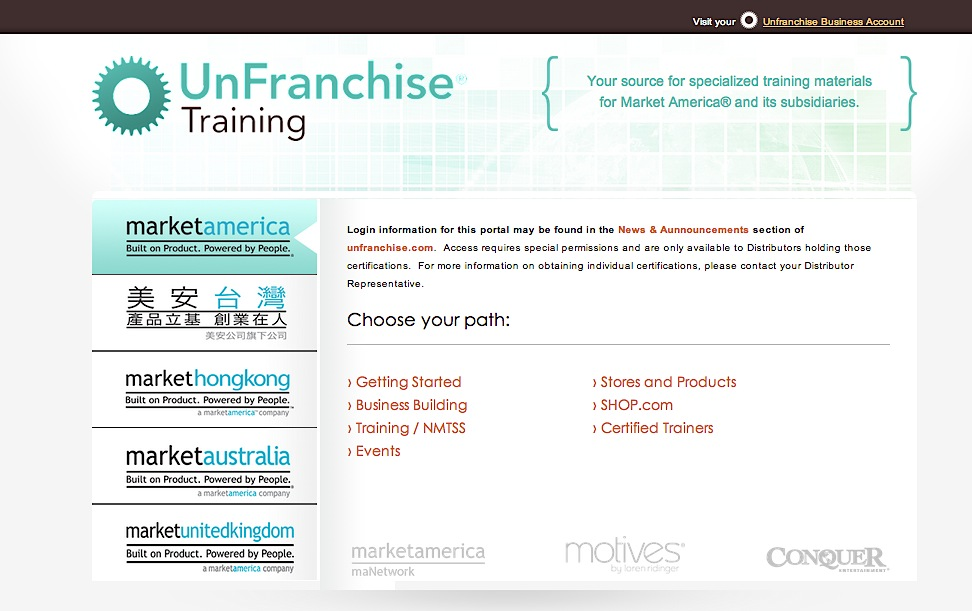 Visit your Unfranchise Business Account
UnFranchise®
Training
Your source for specialized training materials
for Market America® and its subsidiaries.
marketamerica
Built on Product. Powered by People.
美安台灣
產品立基 創業在人
美安公司旗下公司
markethongkong
Built on Product. Powered by People.
a marketamerica company
marketaustralia
Built on Product. Powered by People.
a marketamerica company
marketunitedkingdom
Built on Product. Powered by People.
a marketamerica company
Login information for this portal may be found in the News & Aunnouncements section of
unfranchise.com. Access requires special permissions and are only available to Distributors holding those
certifications. For more information on obtaining individual certifications, please contact your Distributor
Representative.
Choose your path:
› Getting Started
› Business Building
› Training / NMTSS
› Events
› Stores and Products
› SHOP.com
› Certified Trainers
marketamerica
maNetwork
motives®
by loren ridinger
CONQUER
ENTERTAINMENT